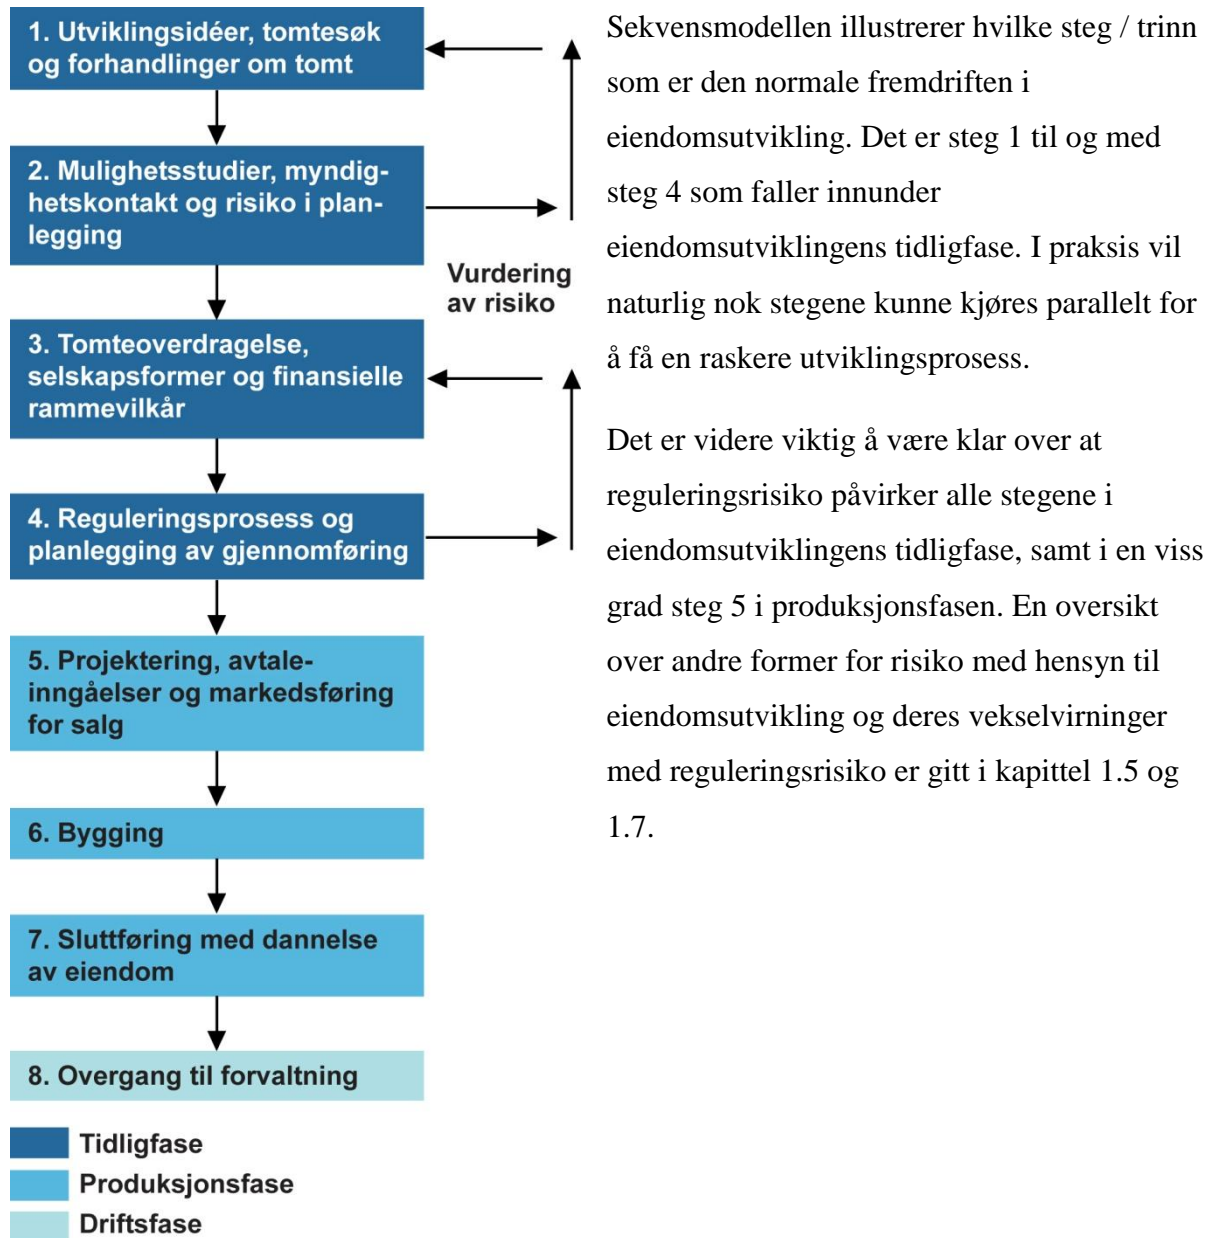 1. Utviklingsidéer, tomtesøk
og forhandlinger om tomt
2. Mulighetsstudier, myndig-
hetskontakt og risiko i plan-
legging
Vurdering
av risiko
3. Tomteoverdragelse,
selskapsformer og finansielle
rammevilkår
4. Reguleringsprosess og
planlegging av gjennomføring
5. Projektering, avtale-
inngåelser og markedsføring
for salg
6. Bygging
7. Sluttføring med dannelse
av eiendom
8. Overgang til forvaltning
Tidligfase
Produksjonsfase
Driftsfase
Sekvensmodellen illustrerer hvilke steg / trinn
som er den normale fremdriften i
eiendomsutvikling. Det er steg 1 til og med
steg 4 som faller innunder
eiendomsutviklingens tidligfase. I praksis vil
naturlig nok stegene kunne kjøres parallelt for
å få en raskere utviklingsprosess.
Det er videre viktig å være klar over at
reguleringsrisiko påvirker alle stegene i
eiendomsutviklingens tidligfase, samt i en viss
grad steg 5 i produksjonsfasen. En oversikt
over andre former for risiko med hensyn til
eiendomsutvikling og deres vekselvirninger
med reguleringsrisiko er gitt i kapittel 1.5 og
1.7.